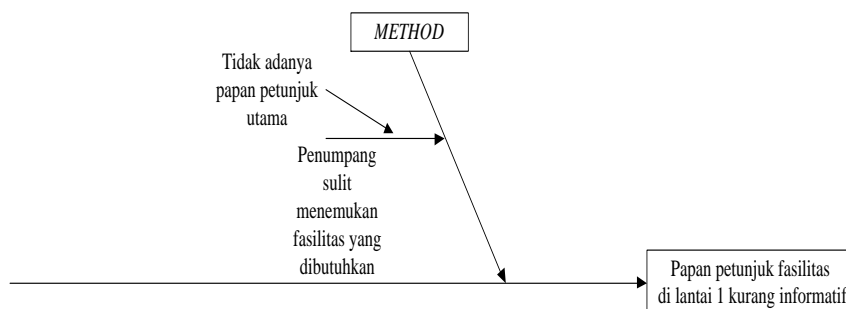 METHOD
Tidak adanya
papan petunjuk
utama
Penumpang
sulit
menemukan
fasilitas yang
dibutuhkan
Papan petunjuk fasilitas
di lantai 1 kurang informatif